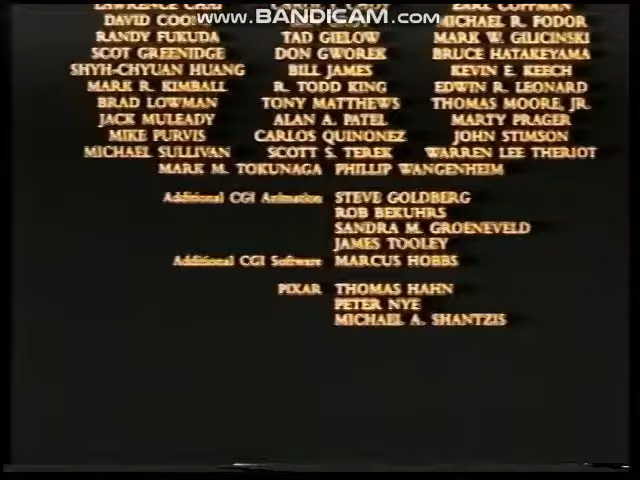 www.BANDICAM.com
LAWRENCE CHAI EARL COFFMAN
DAVID MICHAEL R. FODOR
RANDY FUKUDA TAD GIELOW MARK W. GILICINSKI
SCOT GREENIDGE DON GWOREK BRUCE HATAKEYAMA
SHYH-CHYUAN HUANG BILL JAMES KEVIN E. KEECH
MARK R. KIMBALL R. TODD KING EDWIN R. LEONARD
BRAD LOWMAN TONY MATTHEWS THOMAS MOORE, JR.
JACK MULEADY ALAN A. PATEL MARTY PRAGER
MIKE PURVIS CARLOS QUINONEZ JOHN STIMSON
MICHAEL SULLIVAN SCOTT S. TEREK WARREN LEE THERIOT
MARK M. TOKUNAGA PHILLIP WANGENHEIM
Additional CGI Animation STEVE GOLDBERG
ROB BEKUHRS
SANDRA M. GROENEVELD
JAMES TOOLEY
Additional CGI Software MARCUS HOBBS
PIXAR THOMAS HAHN
PETER NYE
MICHAEL A. SHANTZIS